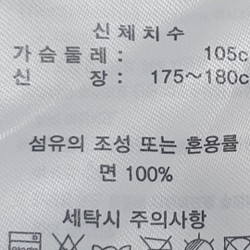 신체치수
가슴둘레: 105c
신 장: 175~180c
섬유의 조성 또는 혼용률
면 100%
세탁시 주의사항